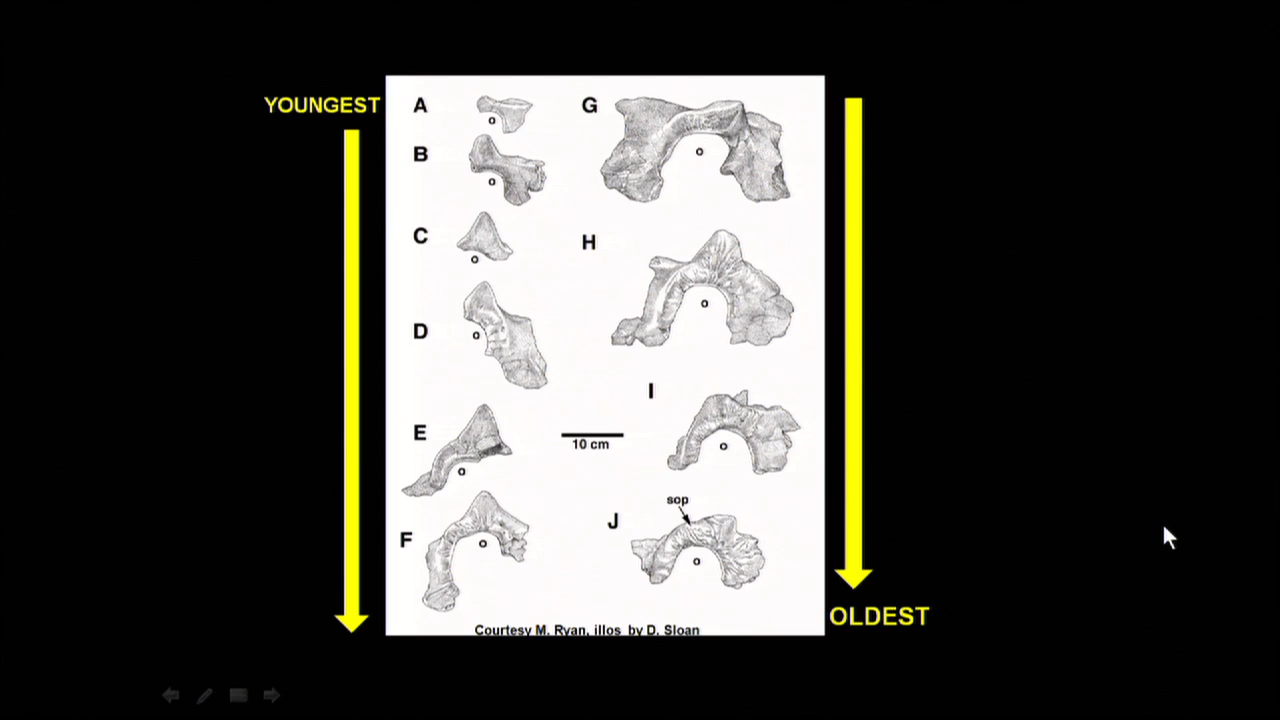 YOUNGEST
A
o
B
o
C
o
D
o
E
o
F
o
G
o
H
o
I
o
10 cm
sop
J
o
Courtesy M. Ryan, illos by D. Sloan
OLDEST